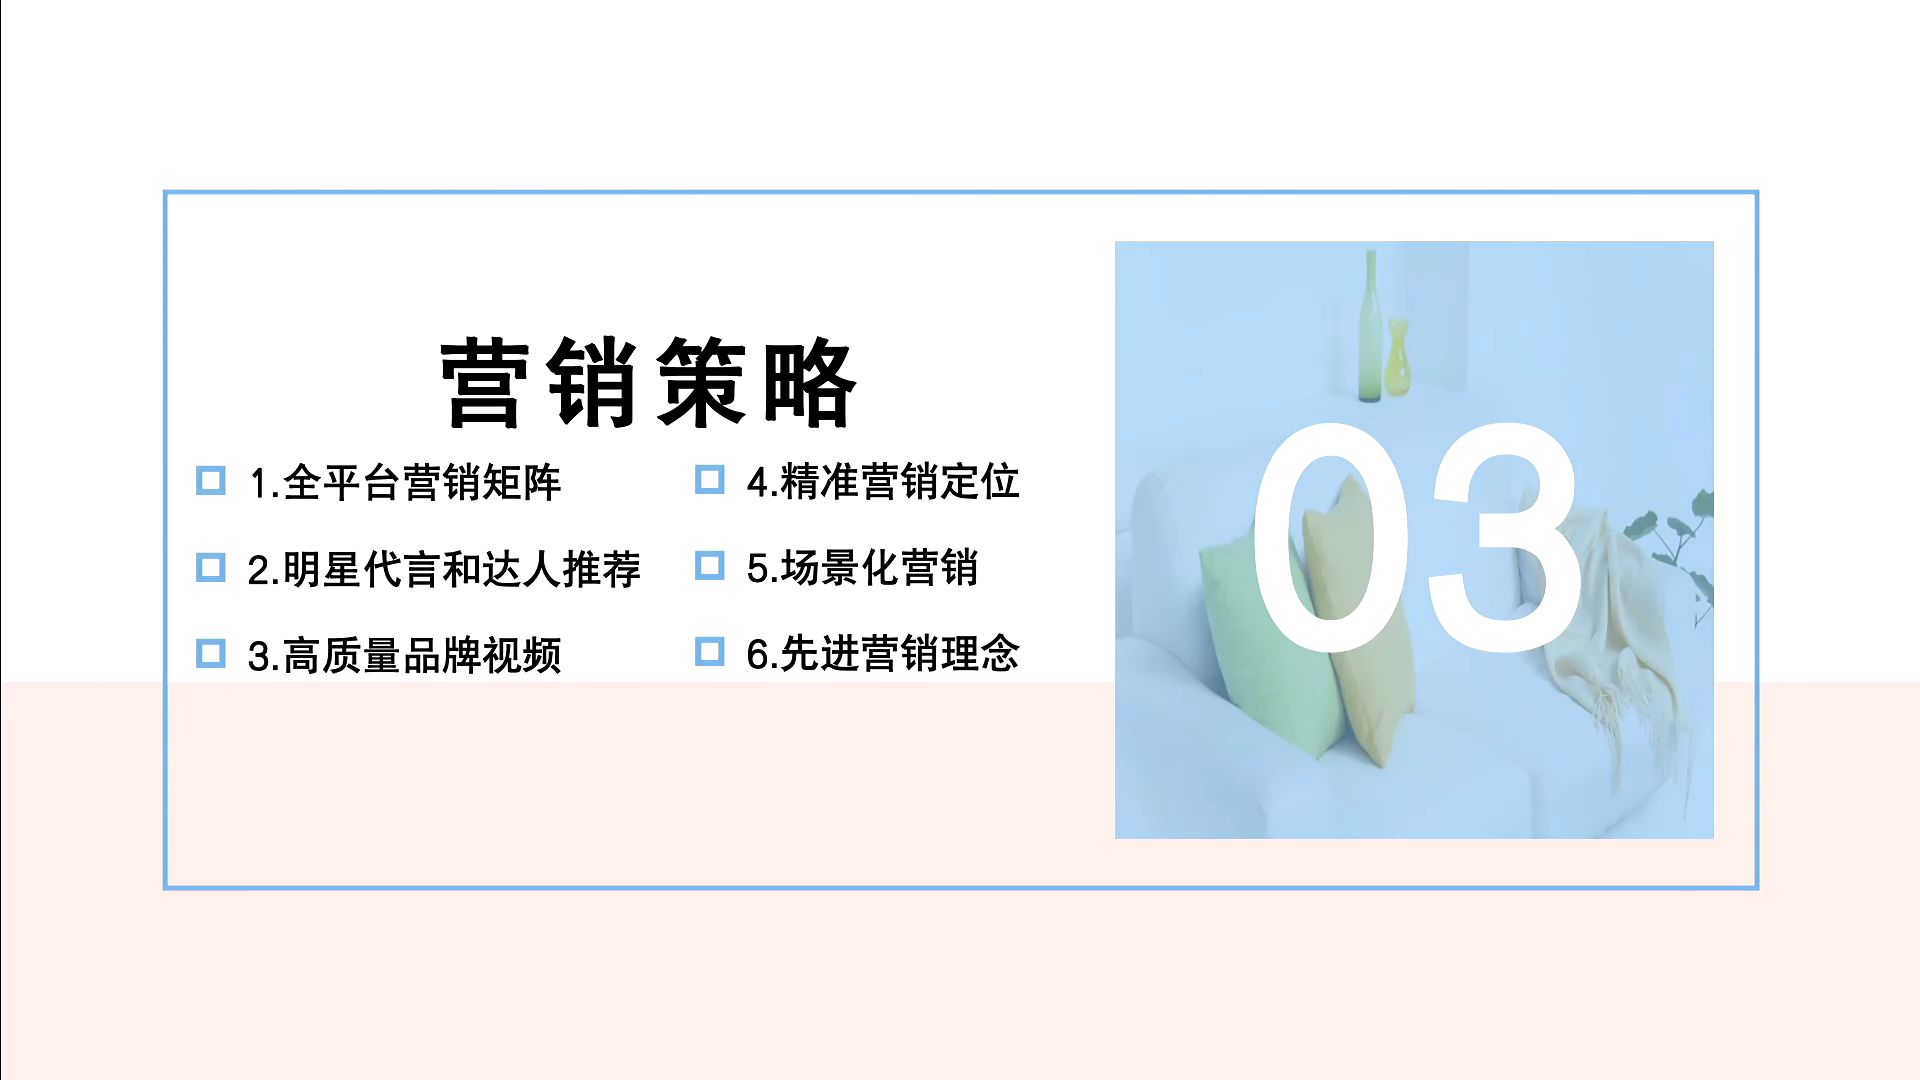 营销策略
1.全平台营销矩阵
2.明星代言和达人推荐
3.高质量品牌视频
4.精准营销定位
5.场景化营销
6.先进营销理念
03